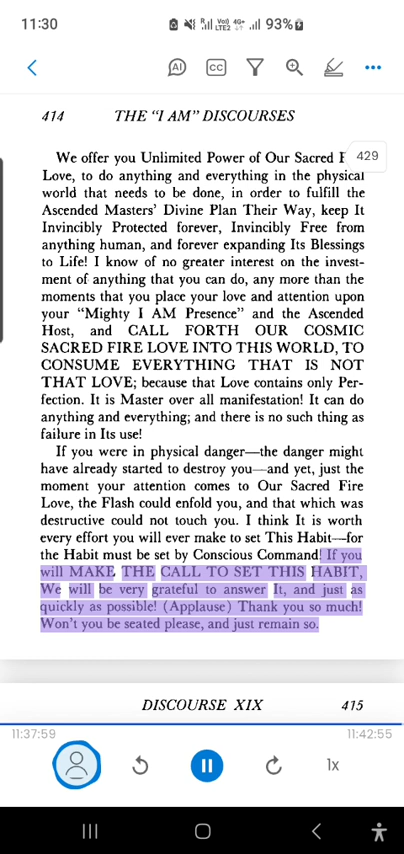 11:30
93%
AI
CC
414 THE “I AM” DISCOURSES
429
We offer you Unlimited Power of Our Sacred F
Love, to do anything and everything in the physical
world that needs to be done, in order to fulfill the
Ascended Masters’ Divine Plan Their Way, keep It
Invincibly Protected forever, Invincibly Free from
anything human, and forever expanding Its Blessings
to Life! I know of no greater interest on the invest-
ment of anything that you can do, any more than the
moments that you place your love and attention upon
your “Mighty I AM Presence” and the Ascended
Host, and CALL FORTH OUR COSMIC
SACRED FIRE LOVE INTO THIS WORLD, TO
CONSUME EVERYTHING THAT IS NOT
THAT LOVE; because that Love contains only Per-
fection. It is Master over all manifestation! It can do
anything and everything; and there is no such thing as
failure in Its use!
If you were in physical danger—the danger might
have already started to destroy you—and yet, just the
moment your attention comes to Our Sacred Fire
Love, the Flash could enfold you, and that which was
destructive could not touch you. I think It is worth
every effort you will ever make to set This Habit—for
the Habit must be set by Conscious Command! If you
will MAKE THE CALL TO SET THIS HABIT,
We will be very grateful to answer It, and just as
quickly as possible! (Applause) Thank you so much!
Won’t you be seated please, and just remain so.
DISCOURSE XIX 415
11:37:59
11:42:55
1x